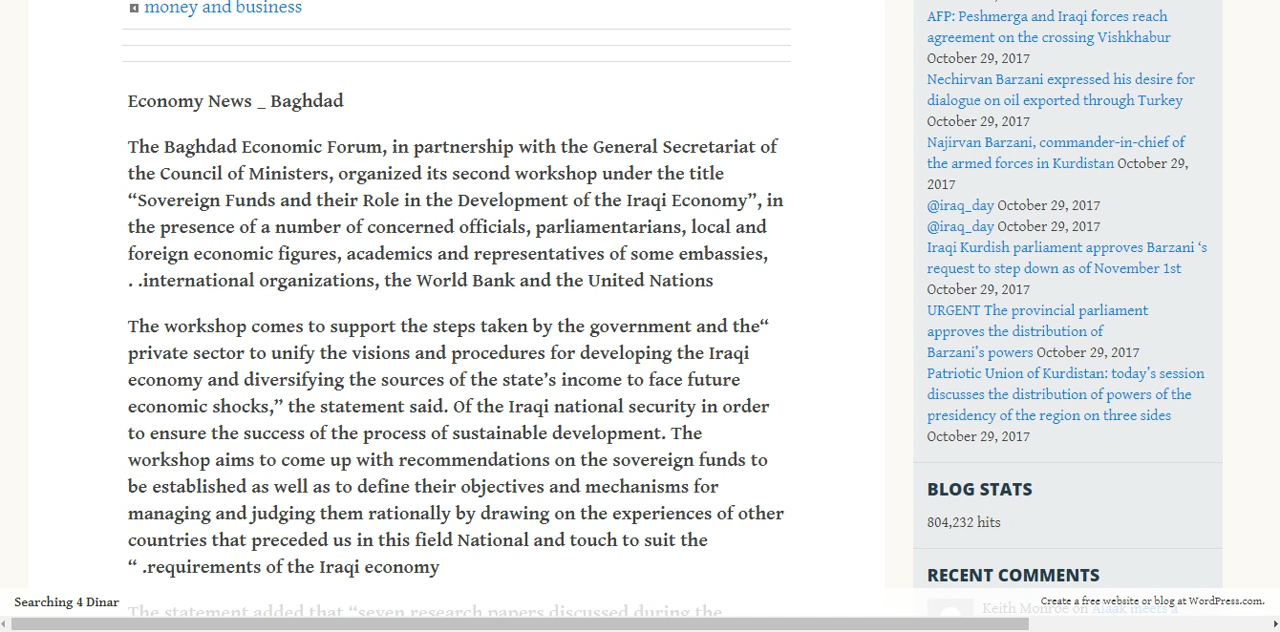 money and business
Economy News _ Baghdad
The Baghdad Economic Forum, in partnership with the General Secretariat of
the Council of Ministers, organized its second workshop under the title
“Sovereign Funds and their Role in the Development of the Iraqi Economy”, in
the presence of a number of concerned officials, parliamentarians, local and
foreign economic figures, academics and representatives of some embassies,
. .international organizations, the World Bank and the United Nations
The workshop comes to support the steps taken by the government and the“
private sector to unify the visions and procedures for developing the Iraqi
economy and diversifying the sources of the state’s income to face future
economic shocks,” the statement said. Of the Iraqi national security in order
to ensure the success of the process of sustainable development. The
workshop aims to come up with recommendations on the sovereign funds to
be established as well as to define their objectives and mechanisms for
managing and judging them rationally by drawing on the experiences of other
countries that preceded us in this field National and touch to suit the
“ .requirements of the Iraqi economy
The statement added that “seven research papers discussed during the
AFP: Peshmerga and Iraqi forces reach
agreement on the crossing Vishkhabur
October 29, 2017
Nechirvan Barzani expressed his desire for
dialogue on oil exported through Turkey
October 29, 2017
Najirvan Barzani, commander-in-chief of
the armed forces in Kurdistan October 29,
2017
@iraq_day October 29, 2017
@iraq_day October 29, 2017
Iraqi Kurdish parliament approves Barzani ‘s
request to step down as of November 1st
October 29, 2017
URGENT The provincial parliament
approves the distribution of
Barzani’s powers October 29, 2017
Patriotic Union of Kurdistan: today’s session
discusses the distribution of powers of the
presidency of the region on three sides
October 29, 2017
BLOG STATS
804,232 hits
RECENT COMMENTS
Keith Monroe on Alaak meets a
Searching 4 Dinar
Create a free website or blog at WordPress.com.